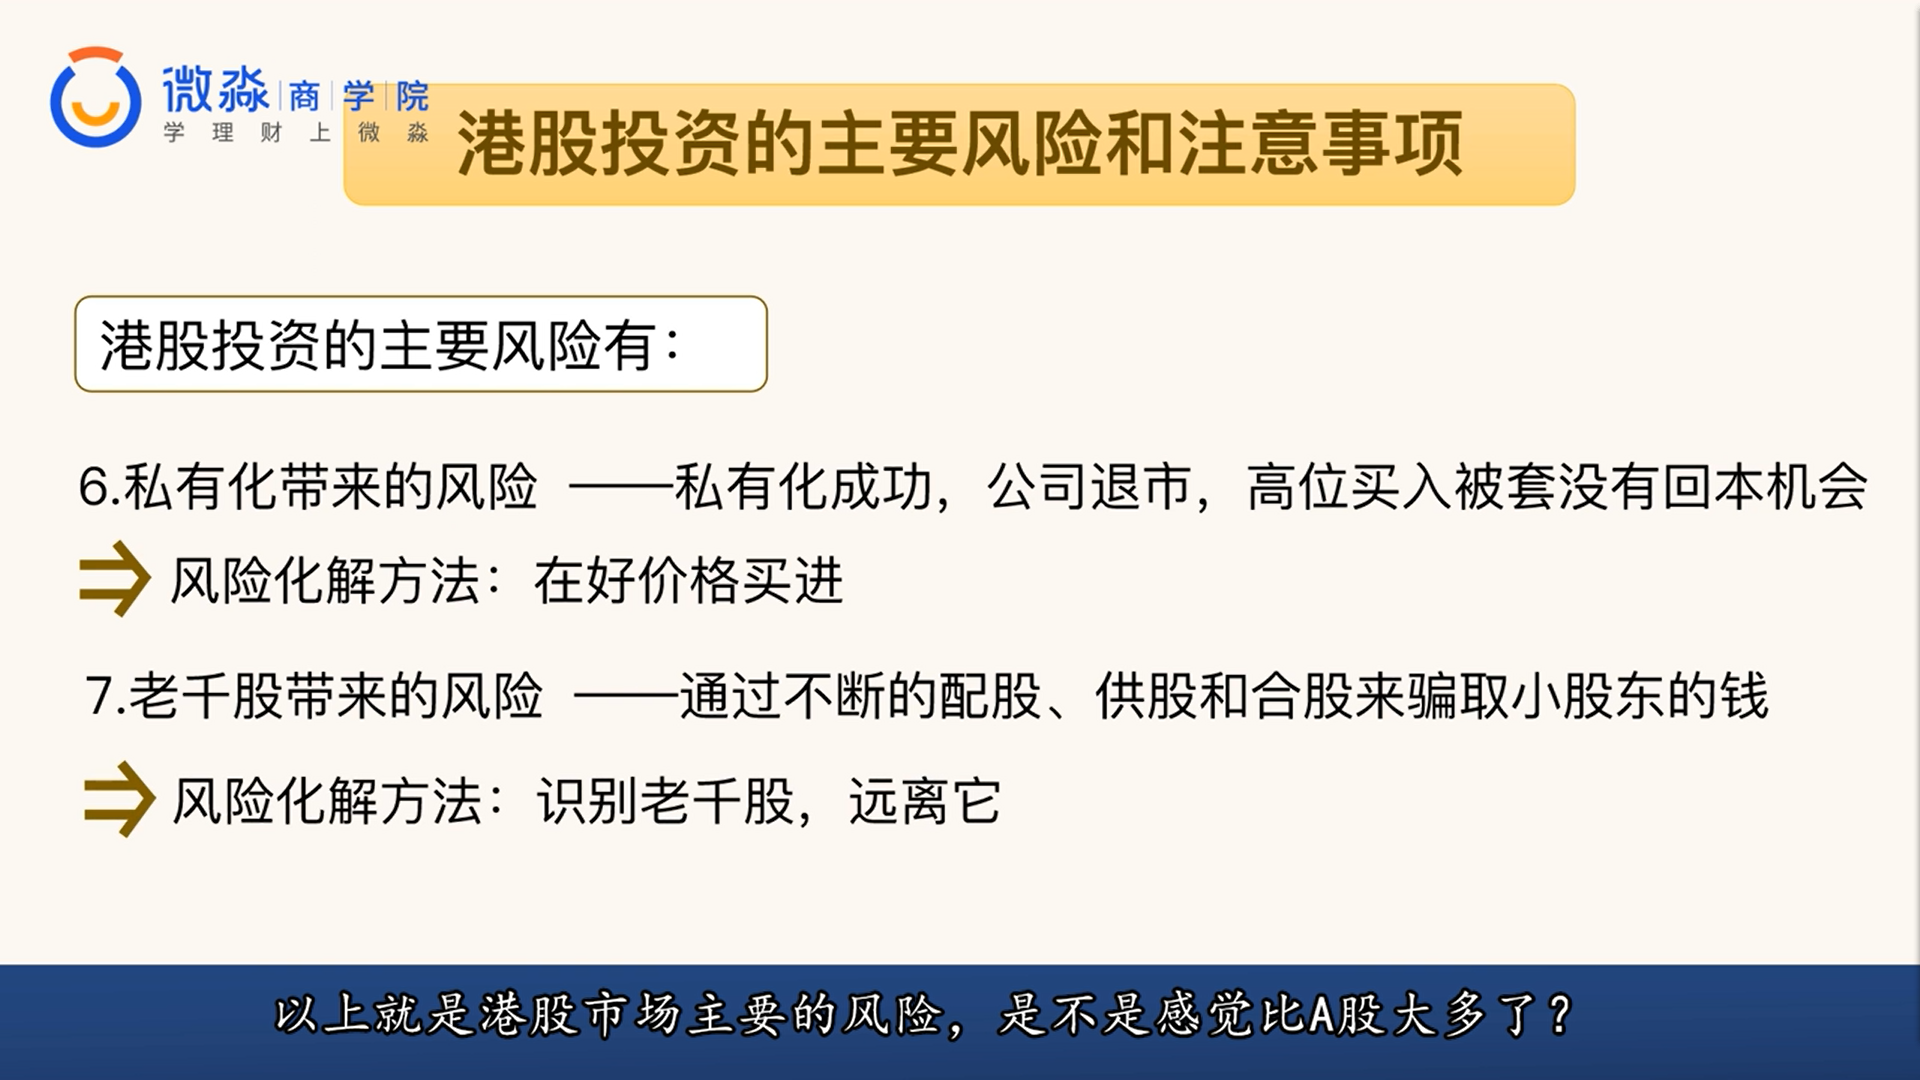 微淼 商 学 院
学理财上微淼
港股投资的主要风险和注意事项
港股投资的主要风险有：
6.私有化带来的风险 ——私有化成功，公司退市，高位买入被套没有回本机会
风险化解方法：在好价格买进
7.老千股带来的风险 ——通过不断的配股、供股和合股来骗取小股东的钱
风险化解方法：识别老千股，远离它
以上就是港股市场主要的风险，是不是感觉比A股大多了？